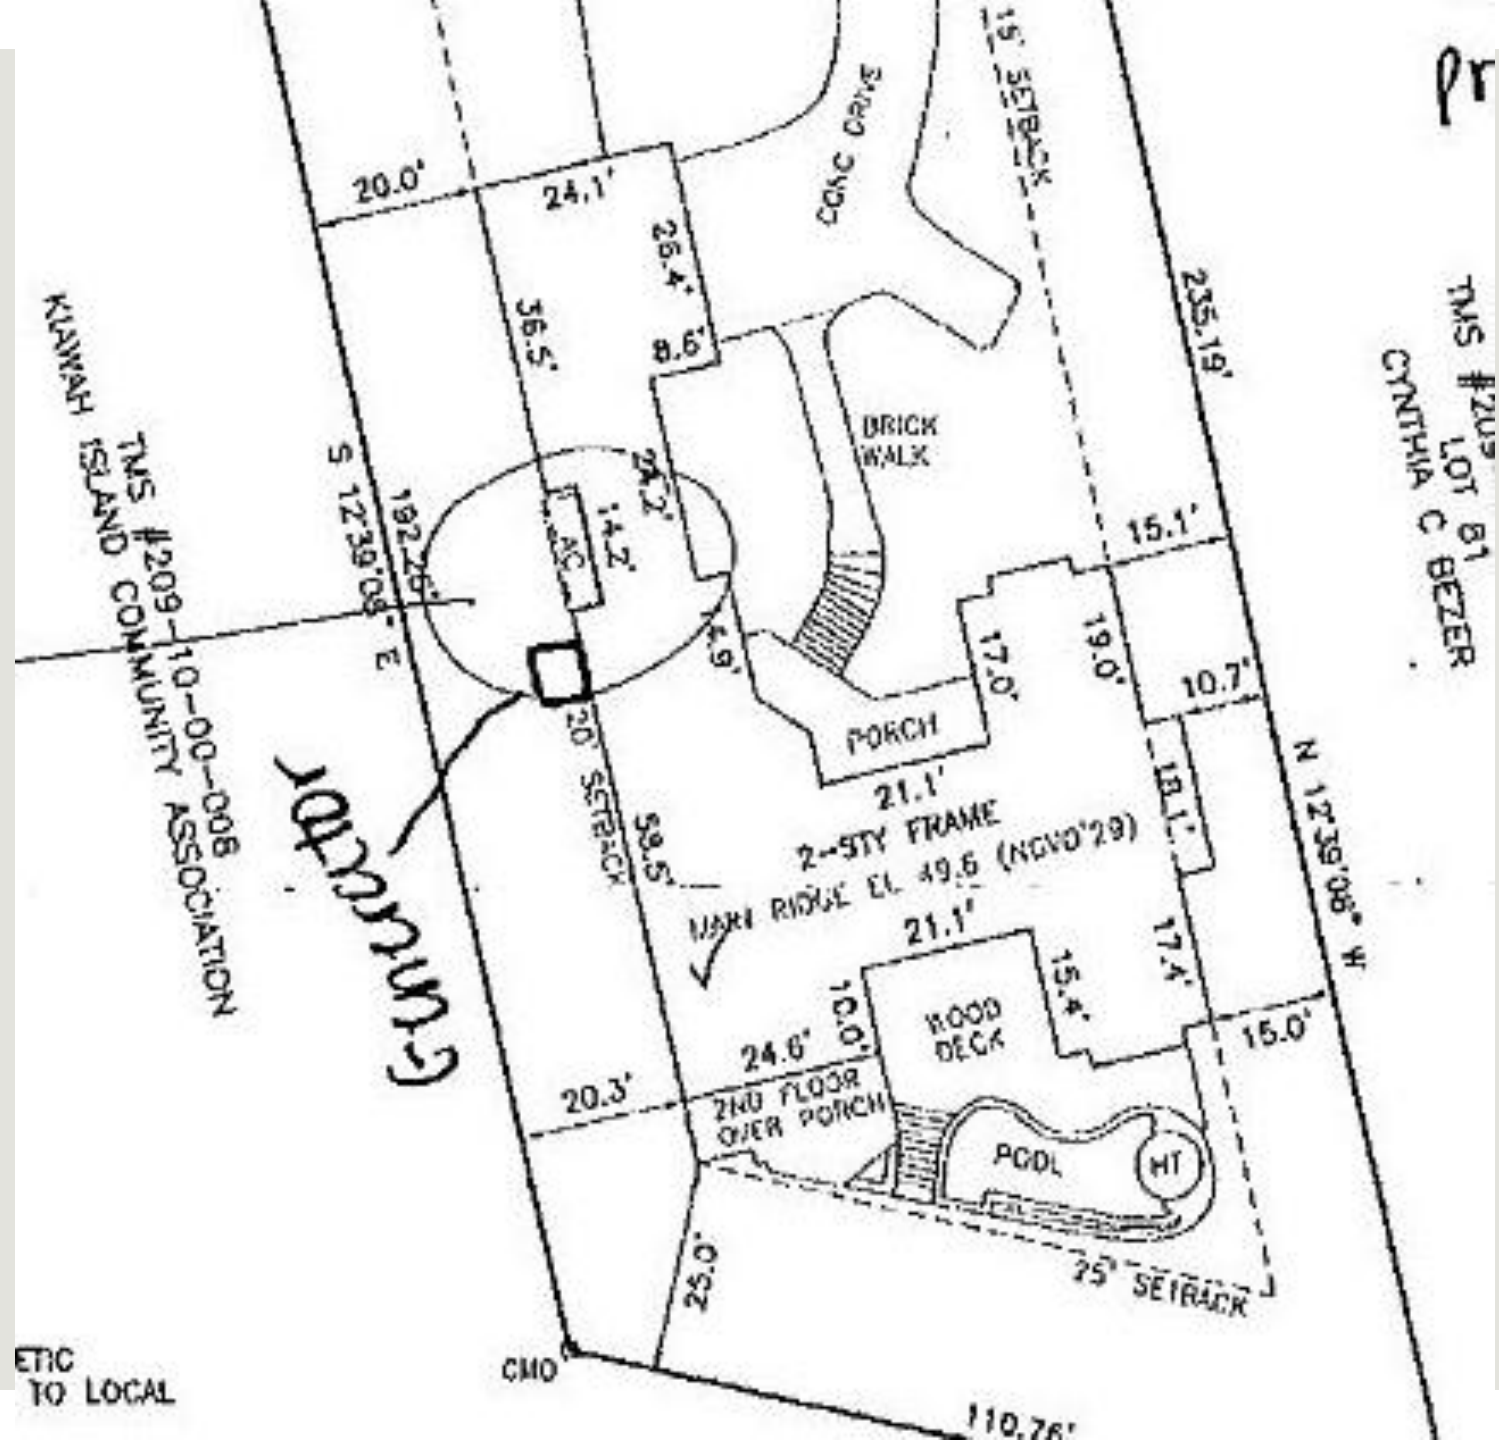 15' SETBACK
pr
CONC DRIVE
20.0'
24.1'
26.4'
36.5'
8.6'
235.19'
TMS #209
LOT 81
CYNTHIA C BEZER
KIAWAH ISLAND COMMUNITY ASSOCIATION
TMS #209-10-00-008
S 12°39'08" E
192.26'
BRICK
WALK
24.2'
14.2'
AC
14.9'
15.1'
19.0'
17.0'
10.7'
PORCH
21.1'
18.1'
N 12°39'08" W
20' SETBACK
59.5'
Generator
2-STY FRAME
MAIN RIDGE EL 49.6 (NGVD'29)
21.1'
17.4'
15.4'
10.0'
WOOD
DECK
15.0'
24.6'
20.3'
2ND FLOOR
OVER PORCH
POOL
HT
25.0'
25' SETBACK
CMO
ETIC
TO LOCAL
110.76'